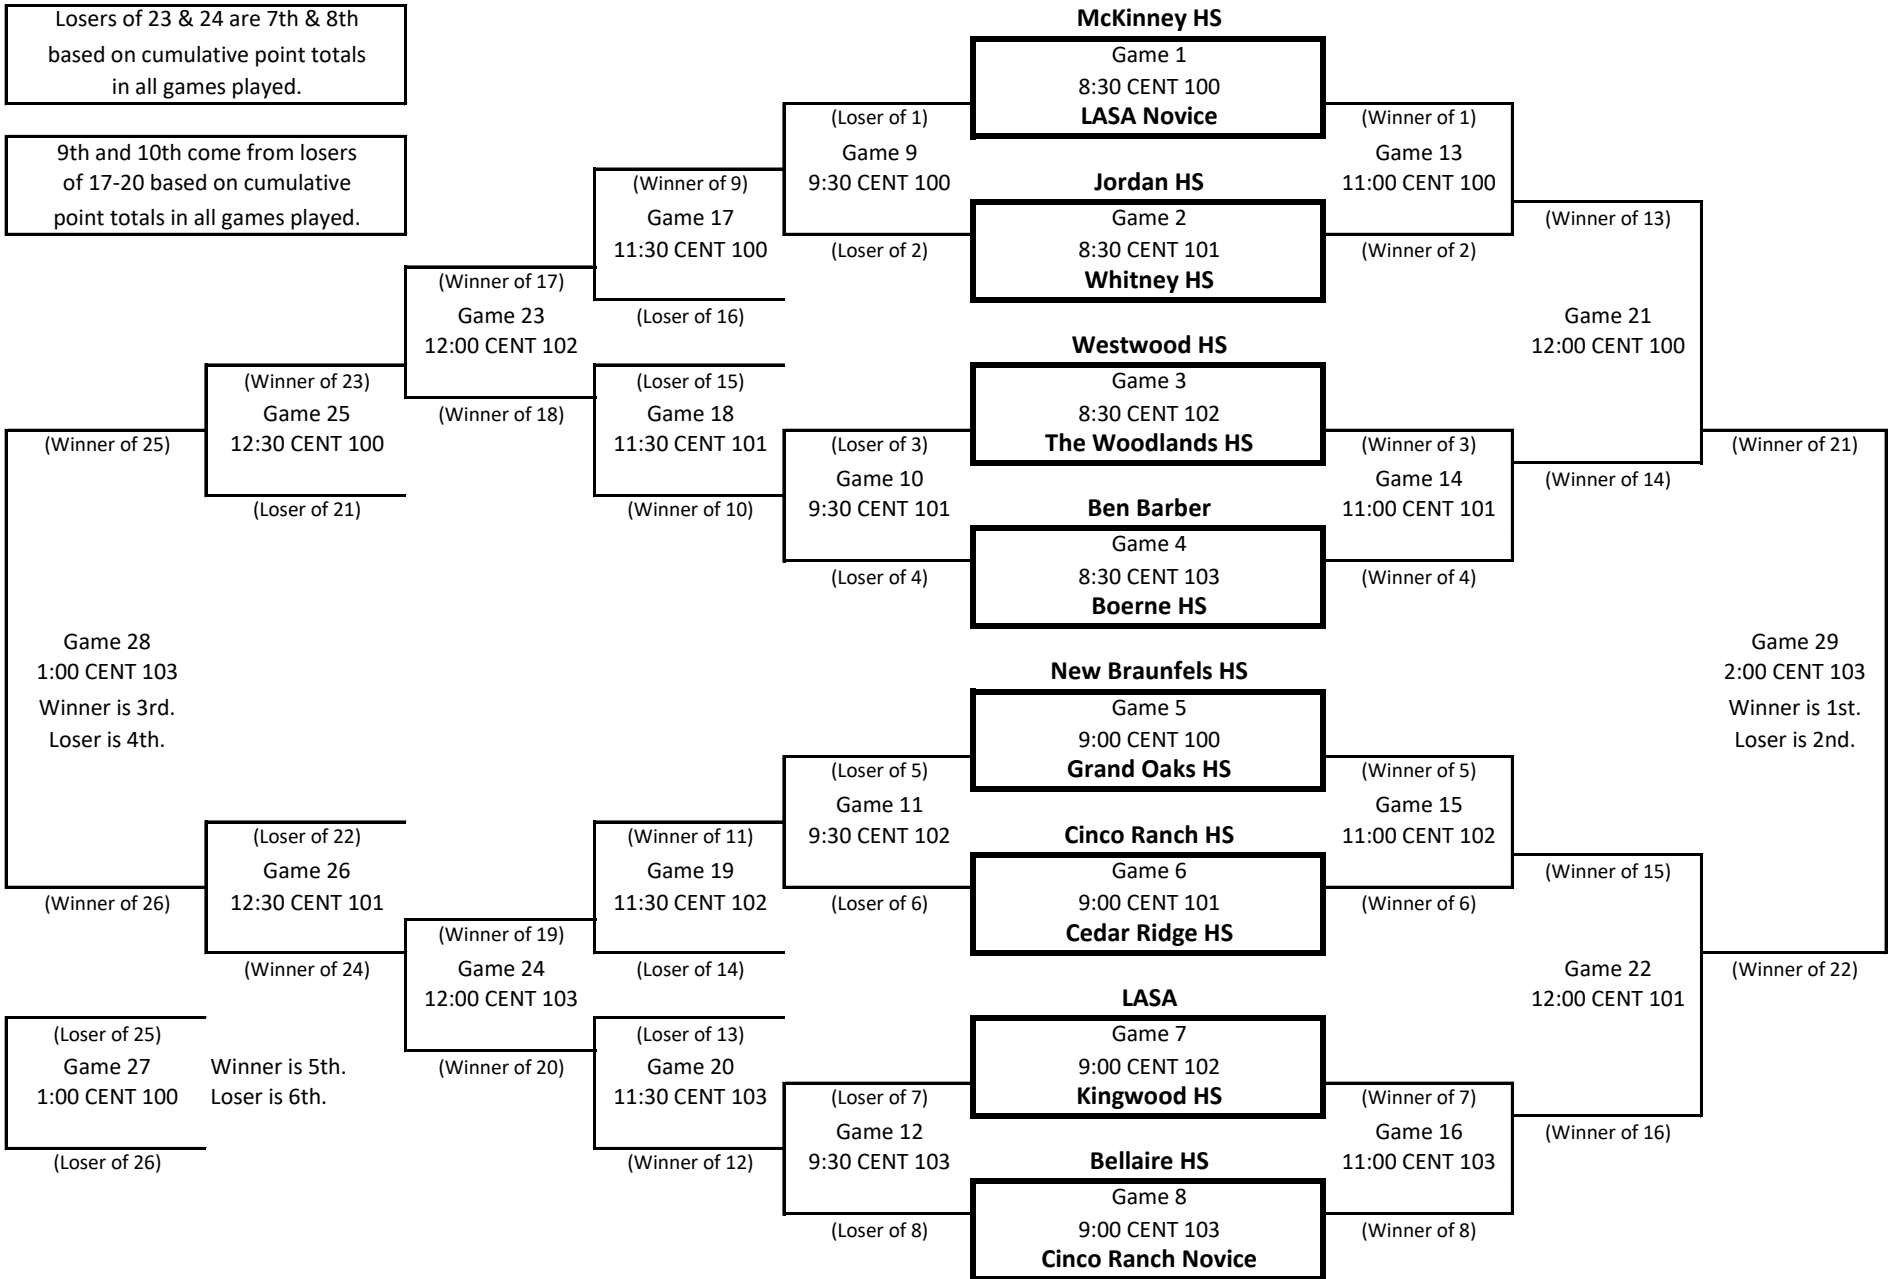 Losers of 23 & 24 are 7th & 8th
based on cumulative point totals
in all games played.
9th and 10th come from losers
of 17-20 based on cumulative
point totals in all games played.
(Winner of 25)
Game 28
1:00 CENT 103
Winner is 3rd.
Loser is 4th.
(Winner of 26)
(Loser of 25)
Game 27
1:00 CENT 100
Winner is 5th.
Loser is 6th.
(Loser of 26)
(Winner of 23)
Game 25
12:30 CENT 100
(Loser of 21)
(Loser of 22)
Game 26
12:30 CENT 101
(Winner of 24)
(Winner of 17)
Game 23
12:00 CENT 102
(Winner of 18)
(Winner of 19)
Game 24
12:00 CENT 103
(Winner of 20)
(Winner of 9)
Game 17
11:30 CENT 100
(Loser of 16)
(Loser of 15)
Game 18
11:30 CENT 101
(Winner of 10)
(Winner of 11)
Game 19
11:30 CENT 102
(Loser of 14)
(Loser of 13)
Game 20
11:30 CENT 103
(Winner of 12)
(Loser of 1)
Game 9
9:30 CENT 100
(Loser of 2)
(Loser of 3)
Game 10
9:30 CENT 101
(Loser of 4)
(Loser of 5)
Game 11
9:30 CENT 102
(Loser of 6)
(Loser of 7)
Game 12
9:30 CENT 103
(Loser of 8)
McKinney HS
Game 1
8:30 CENT 100
LASA Novice
Jordan HS
Game 2
8:30 CENT 101
Whitney HS
Westwood HS
Game 3
8:30 CENT 102
The Woodlands HS
Ben Barber
Game 4
8:30 CENT 103
Boerne HS
New Braunfels HS
Game 5
9:00 CENT 100
Grand Oaks HS
Cinco Ranch HS
Game 6
9:00 CENT 101
Cedar Ridge HS
LASA
Game 7
9:00 CENT 102
Kingwood HS
Bellaire HS
Game 8
9:00 CENT 103
Cinco Ranch Novice
(Winner of 1)
Game 13
11:00 CENT 100
(Winner of 2)
(Winner of 3)
Game 14
11:00 CENT 101
(Winner of 4)
(Winner of 5)
Game 15
11:00 CENT 102
(Winner of 6)
(Winner of 7)
Game 16
11:00 CENT 103
(Winner of 8)
(Winner of 13)
Game 21
12:00 CENT 100
(Winner of 14)
(Winner of 15)
Game 22
12:00 CENT 101
(Winner of 16)
(Winner of 21)
Game 29
2:00 CENT 103
Winner is 1st.
Loser is 2nd.
(Winner of 22)